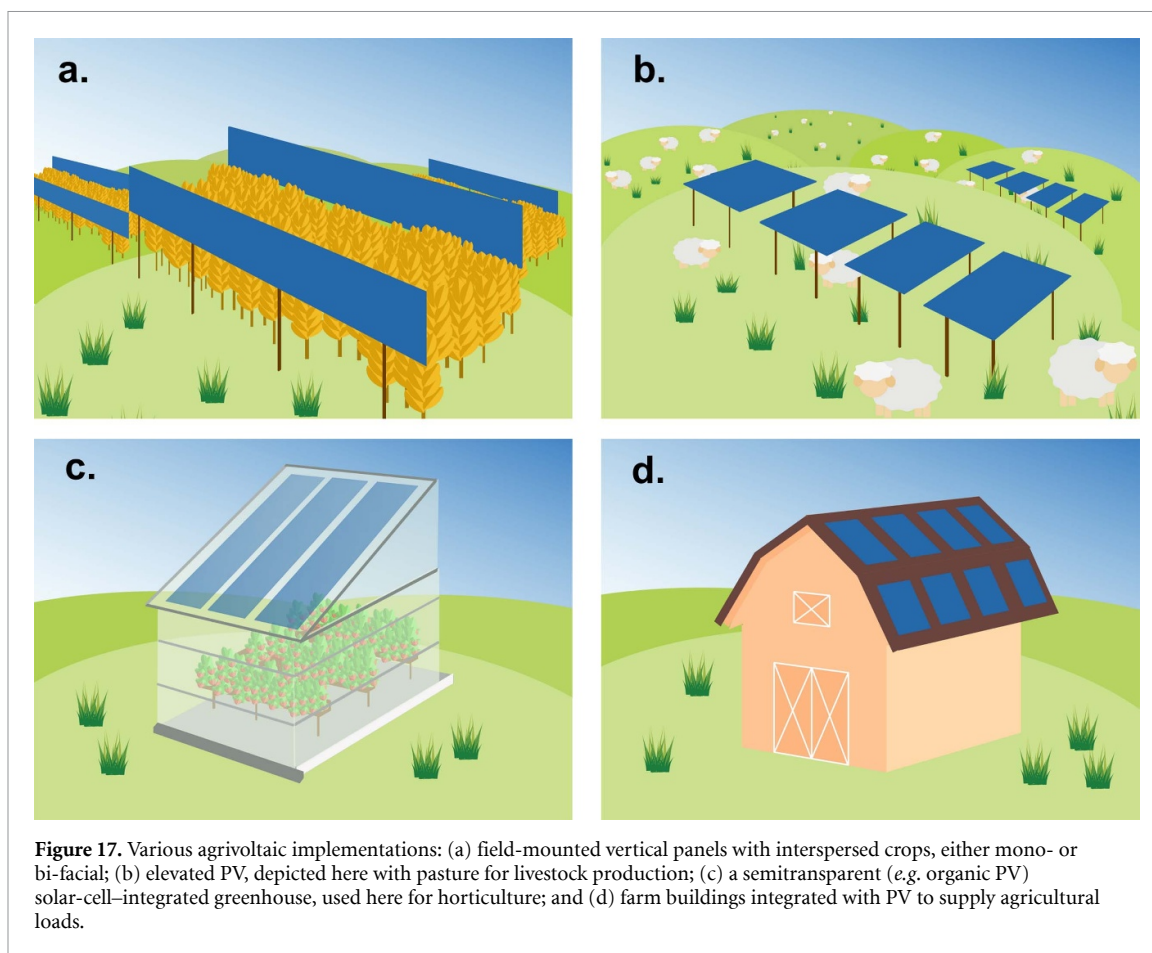 a.
b.
c.
d.
Figure 17. Various agrivoltaic implementations: (a) field-mounted vertical panels with interspersed crops, either mono- or
bi-facial; (b) elevated PV, depicted here with pasture for livestock production; (c) a semitransparent (e.g. organic PV)
solar-cell–integrated greenhouse, used here for horticulture; and (d) farm buildings integrated with PV to supply agricultural
loads.